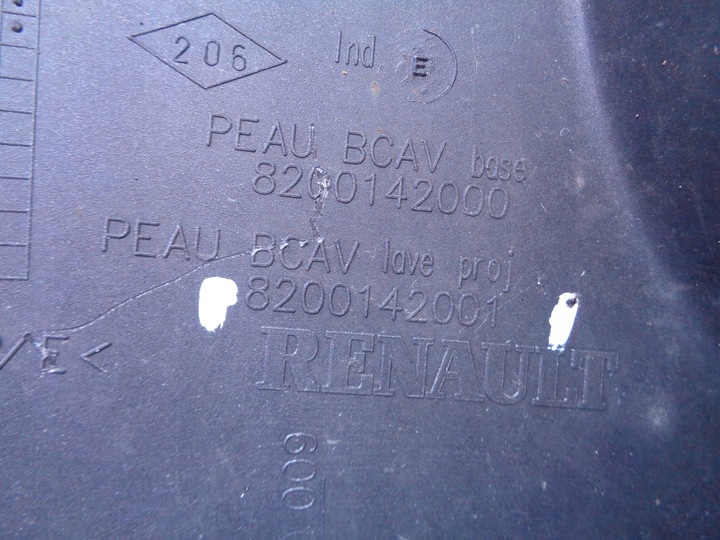 206 Ind E
PEAU BCAV base
8200142000
PEAU BCAV lave proj
8200142001
/E<
RENAULT
600